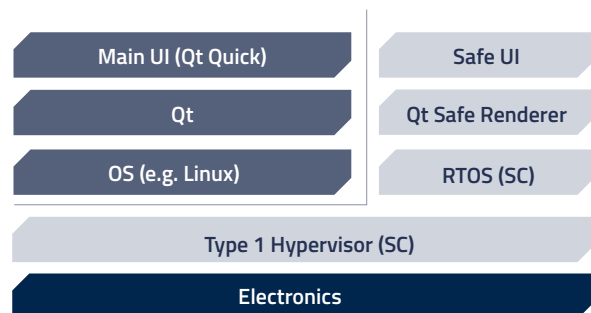 Main UI (Qt Quick)
Qt
OS (e.g. Linux)
Safe UI
Qt Safe Renderer
RTOS (SC)
Type 1 Hypervisor (SC)
Electronics